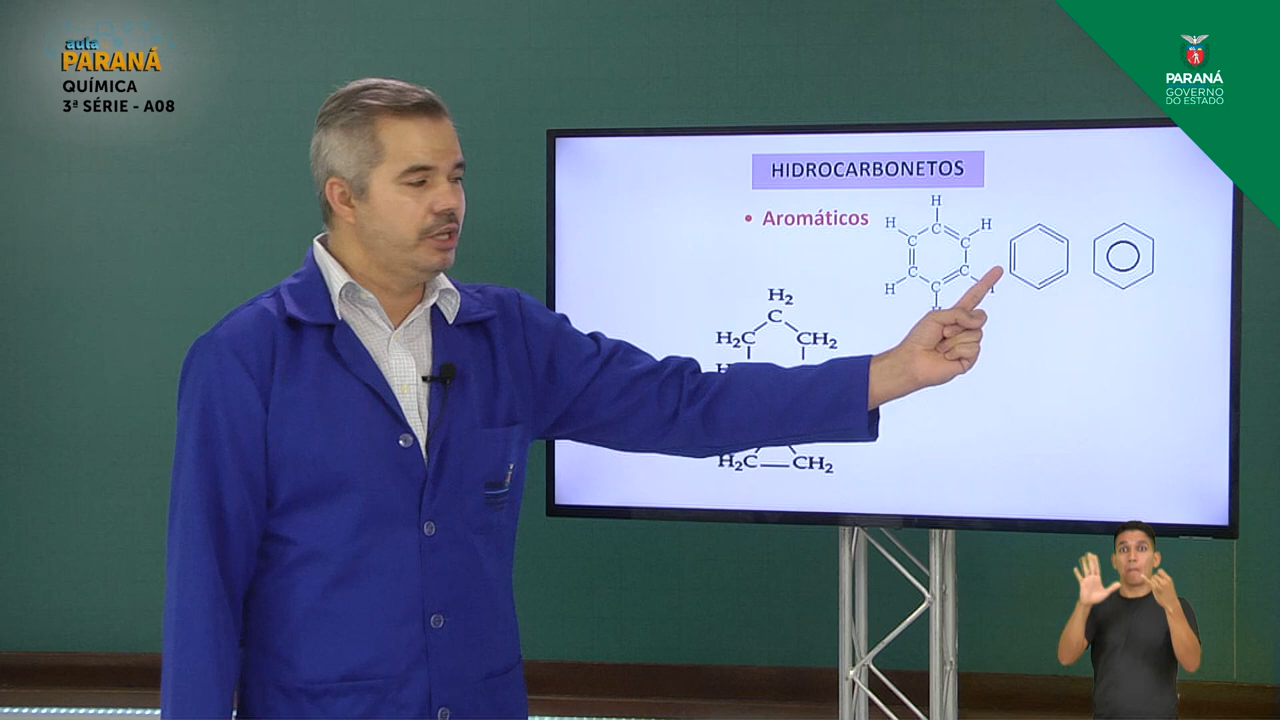 aula
PARANÁ
QUÍMICA
3ª SÉRIE - A08
PARANÁ
GOVERNO
DO ESTADO
HIDROCARBONETOS
• Aromáticos
H
H H
C
C C
C C
H C
H₂
C
H₂C CH₂
H₂C CH₂